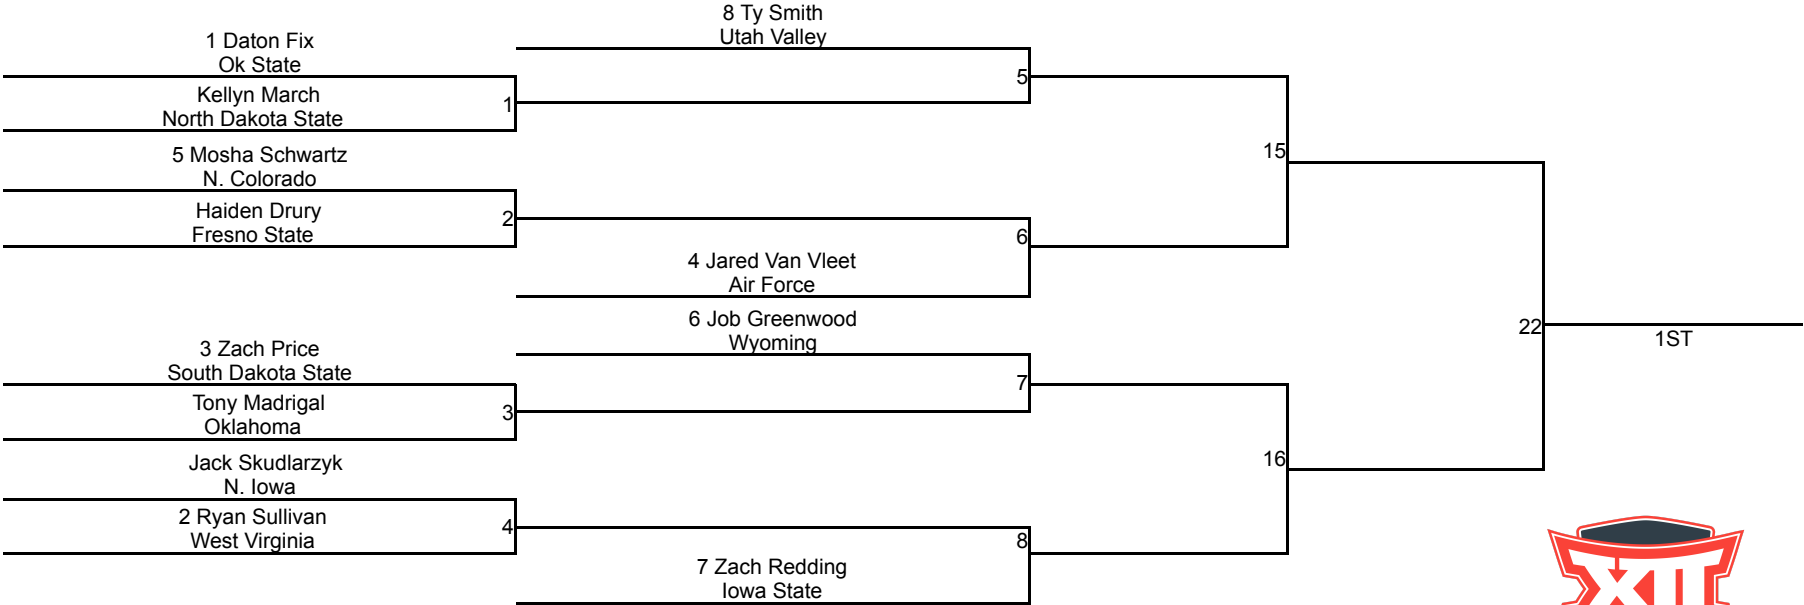 8 Ty Smith
Utah Valley
1 Daton Fix
Ok State
Kellyn March
North Dakota State
1
5
5 Mosha Schwartz
N. Colorado
Haiden Drury
Fresno State
2
15
6
4 Jared Van Vleet
Air Force
6 Job Greenwood
Wyoming
3 Zach Price
South Dakota State
Tony Madrigal
Oklahoma
3
7
22
1ST
Jack Skudlarzyk
N. Iowa
2 Ryan Sullivan
West Virginia
4
16
8
7 Zach Redding
Iowa State
XII